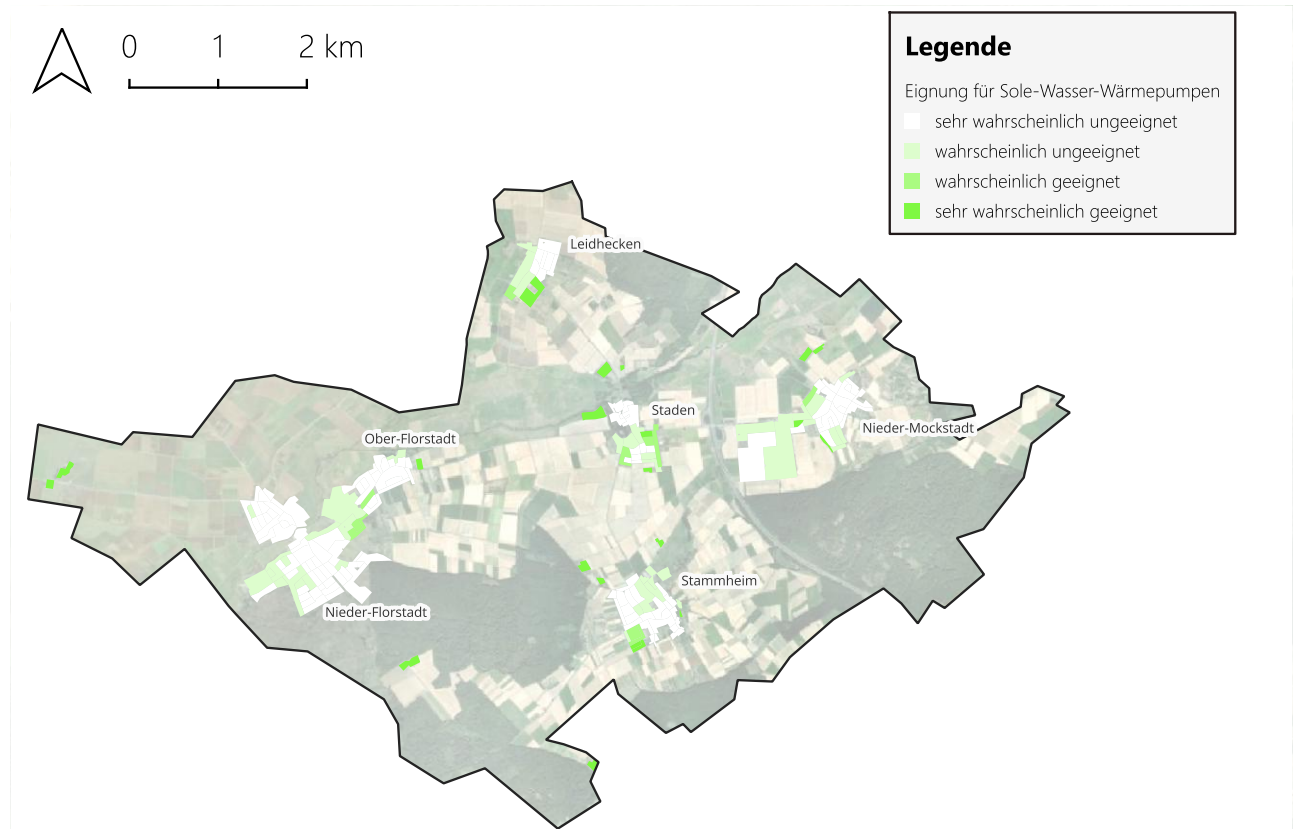 0 1 2 km
Legende
Eignung für Sole-Wasser-Wärmepumpen
sehr wahrscheinlich ungeeignet
wahrscheinlich ungeeignet
wahrscheinlich geeignet
sehr wahrscheinlich geeignet
Leidhecken
Staden
Nieder-Mockstadt
Ober-Florstadt
Stammheim
Nieder-Florstadt